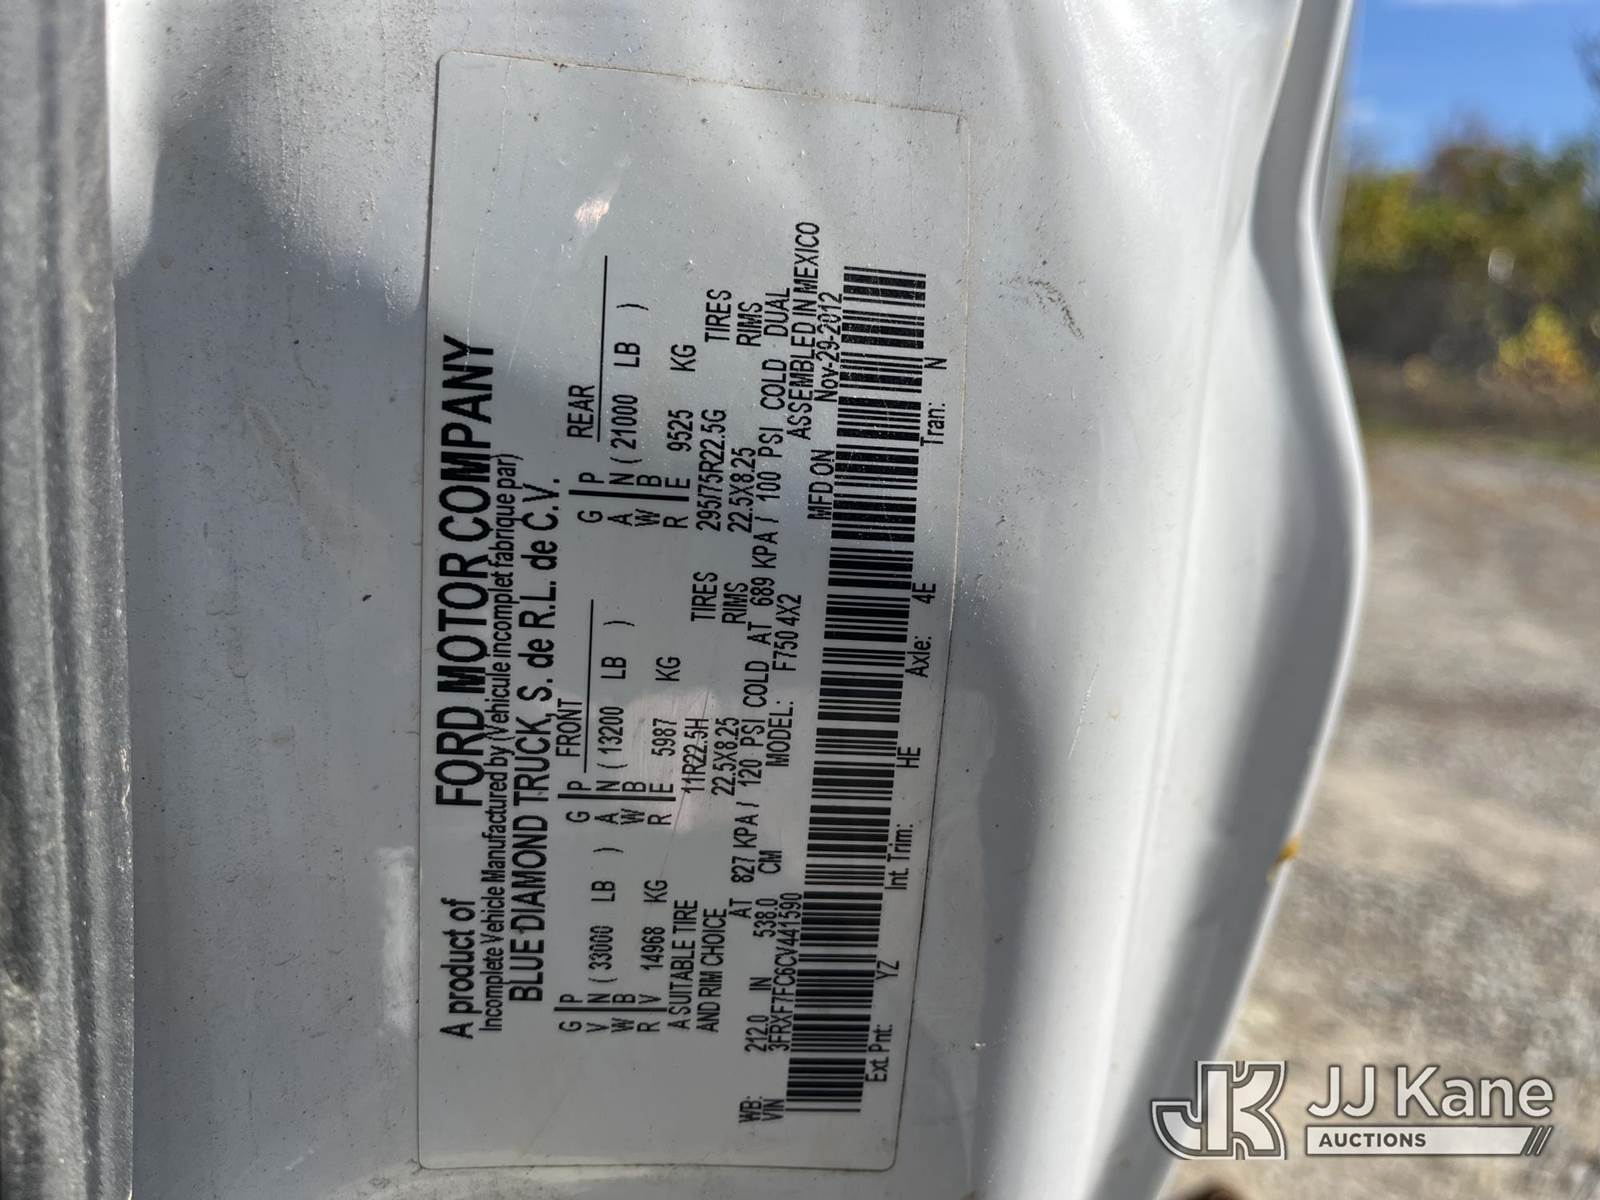 A product of FORD MOTOR COMPANY
Incomplete Vehicle Manufactured by (Vehicule incomplet fabrique par)
BLUE DIAMOND TRUCK, S. de R.L. de C.V.
FRONT REAR
G|P G|P G|P
V|N ( 33000 LB ) A|N ( 13200 LB ) A|N ( 21000 LB )
W|B W|B W|B
R|V 14968 KG R|E 5987 KG R|E 9525 KG
A SUITABLE TIRE 11R22.5H TIRES 295/75R22.5G TIRES
AND RIM CHOICE 22.5X8.25 RIMS 22.5X8.25 RIMS
AT 827 KPA / 120 PSI COLD AT 689 KPA / 100 PSI COLD DUAL
WB: 212.0 IN 538.0 CM MODEL: F750 4X2 ASSEMBLED IN MEXICO
VIN 3FRXF7FC6CV441590 MFD ON Nov-29-2012
Ext. Pnt: YZ Int. Trim: HE Axle: 4E Tran: N
JK JJ Kane
AUCTIONS